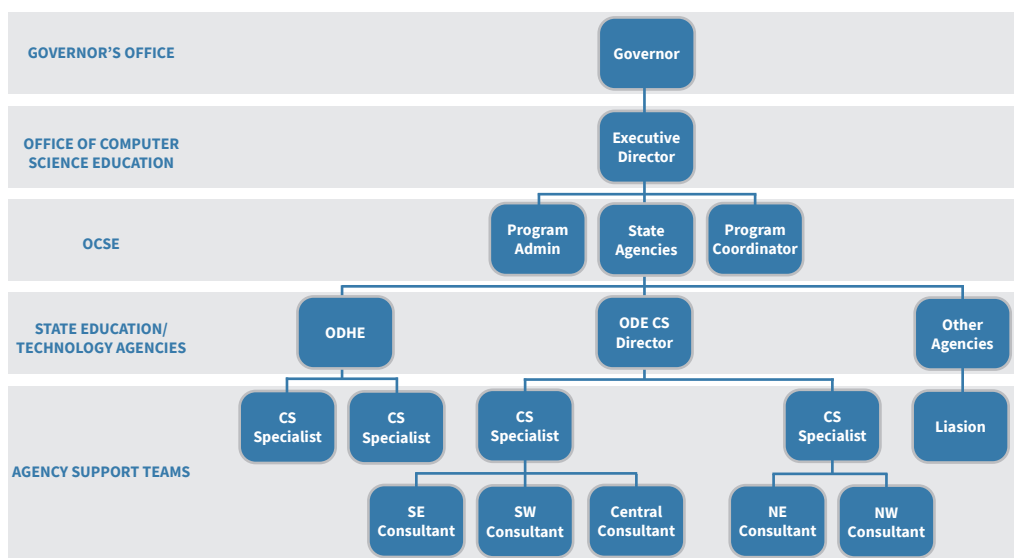 GOVERNOR’S OFFICE
Governor
OFFICE OF COMPUTER
SCIENCE EDUCATION
Executive
Director
OCSE
Program
Admin
State
Agencies
Program
Coordinator
STATE EDUCATION/
TECHNOLOGY AGENCIES
ODHE
ODE CS
Director
Other
Agencies
AGENCY SUPPORT TEAMS
CS
Specialist
CS
Specialist
CS
Specialist
CS
Specialist
Liasion
SE
Consultant
SW
Consultant
Central
Consultant
NE
Consultant
NW
Consultant